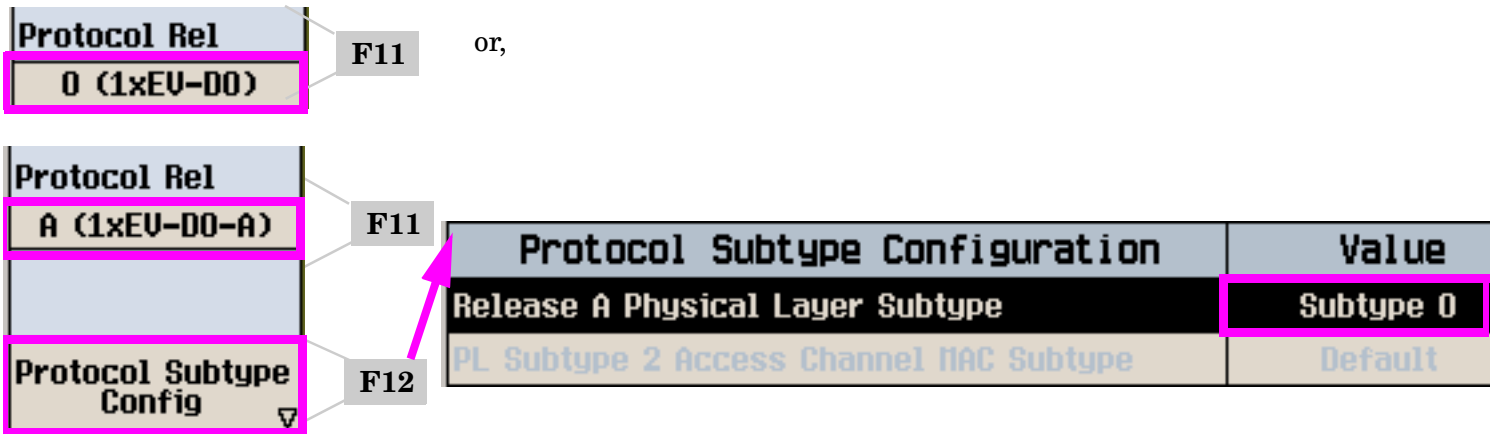 Protocol Rel
0 (1xEV-DO)
F11
or,
Protocol Rel
A (1xEV-DO-A)
F11
Protocol Subtype
Config
F12
Protocol Subtype Configuration Value
Release A Physical Layer Subtype Subtype 0
PL Subtype 2 Access Channel MAC Subtype Default